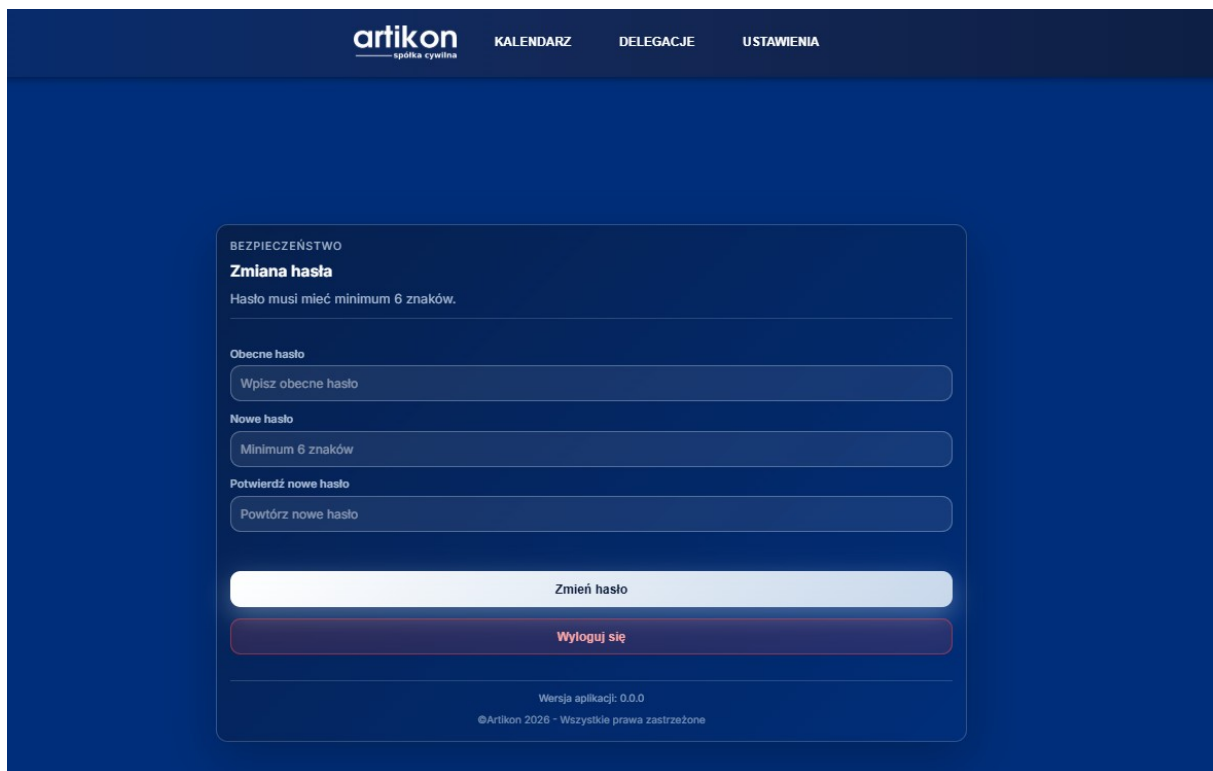 artikon
spółka cywilna
KALENDARZ DELEGACJE USTAWIENIA
BEZPIECZEŃSTWO
Zmiana hasła
Hasło musi mieć minimum 6 znaków.
Obecne hasło
Wpisz obecne hasło
Nowe hasło
Minimum 6 znaków
Potwierdź nowe hasło
Powtórz nowe hasło
Zmień hasło
Wyloguj się
Wersja aplikacji: 0.0.0
©Artikon 2026 - Wszystkie prawa zastrzeżone